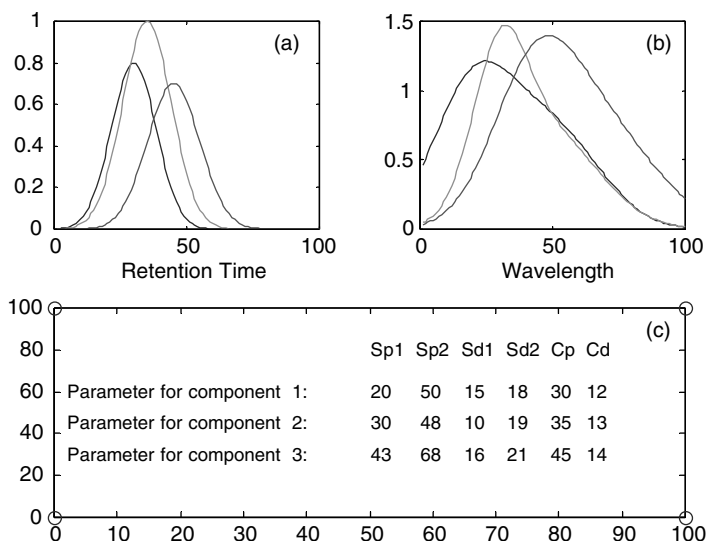 (a)
1
0.8
0.6
0.4
0.2
0
0 50 100
Retention Time
(b)
1.5
1
0.5
0
0 50 100
Wavelength
(c)
100
80
60
40
20
0
Sp1 Sp2 Sd1 Sd2 Cp Cd
Parameter for component 1: 20 50 15 18 30 12
Parameter for component 2: 30 48 10 19 35 13
Parameter for component 3: 43 68 16 21 45 14
0 10 20 30 40 50 60 70 80 90 100